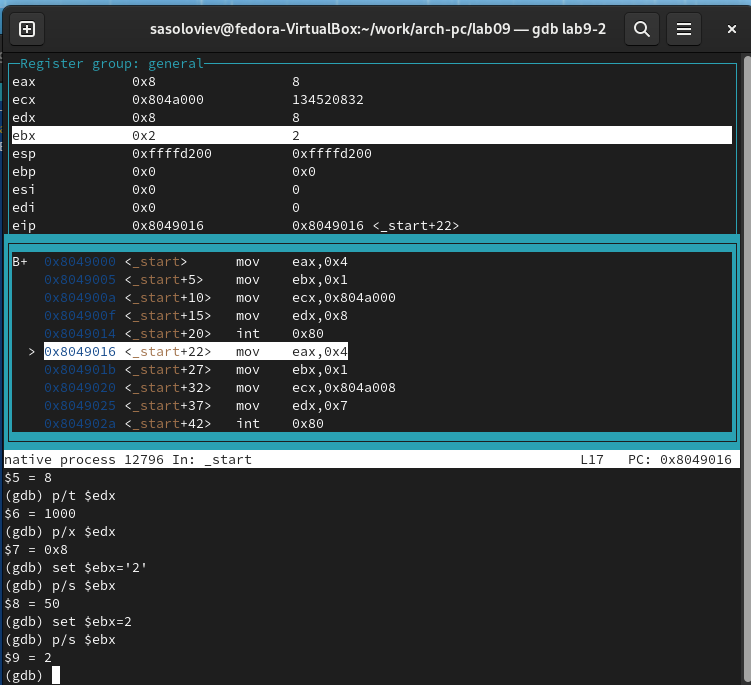 sasoloviev@fedora-VirtualBox:~/work/arch-pc/lab09 — gdb lab9-2
Register group: general
eax 0x8 8
ecx 0x804a000 134520832
edx 0x8 8
ebx 0x2 2
esp 0xffffd200 0xffffd200
ebp 0x0 0x0
esi 0x0 0
edi 0x0 0
eip 0x8049016 0x8049016 <_start+22>
B+ 0x8049000 <_start> mov eax,0x4
0x8049005 <_start+5> mov ebx,0x1
0x804900a <_start+10> mov ecx,0x804a000
0x804900f <_start+15> mov edx,0x8
0x8049014 <_start+20> int 0x80
> 0x8049016 <_start+22> mov eax,0x4
0x804901b <_start+27> mov ebx,0x1
0x8049020 <_start+32> mov ecx,0x804a008
0x8049025 <_start+37> mov edx,0x7
0x804902a <_start+42> int 0x80
native process 12796 In: _start L17 PC: 0x8049016
$5 = 8
(gdb) p/t $edx
$6 = 1000
(gdb) p/x $edx
$7 = 0x8
(gdb) set $ebx='2'
(gdb) p/s $ebx
$8 = 50
(gdb) set $ebx=2
(gdb) p/s $ebx
$9 = 2
(gdb)